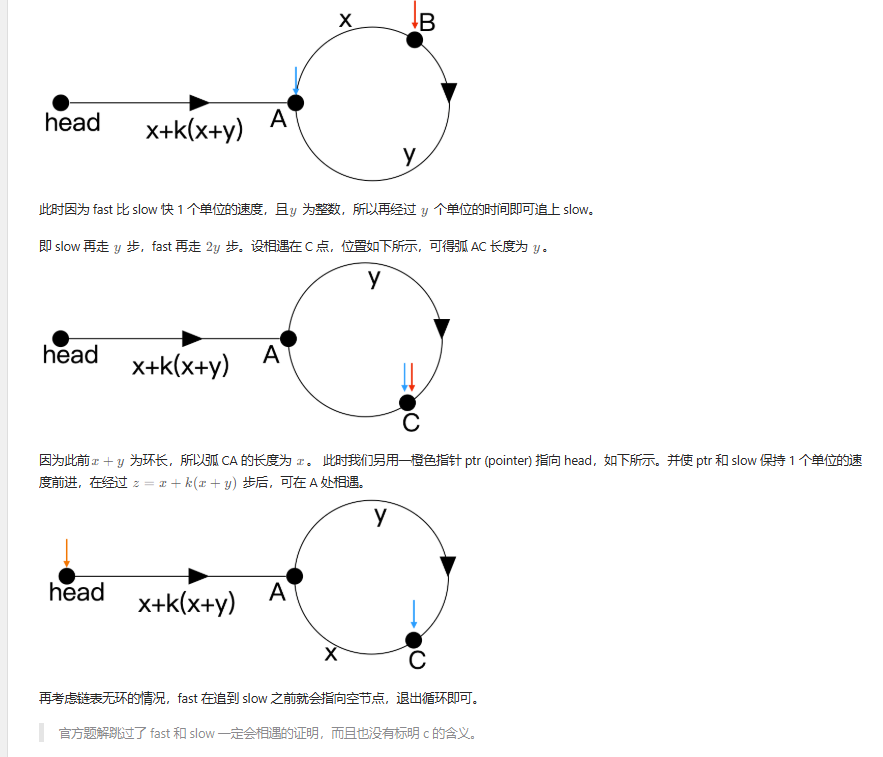 x
B
head
x+k(x+y)
A
y
此时因为 fast 比 slow 快 1 个单位的速度，且y 为整数，所以再经过 y 个单位的时间即可追上 slow。
即 slow 再走 y 步，fast 再走 2y 步。设相遇在 C 点，位置如下所示，可得弧 AC 长度为 y。
y
head
x+k(x+y)
A
C
因为此前x + y 为环长，所以弧 CA 的长度为 x。 此时我们另用一橙色指针 ptr (pointer) 指向 head，如下所示。并使 ptr 和 slow 保持 1 个单位的速
度前进，在经过 z = x + k(x + y) 步后，可在 A 处相遇。
y
head
x+k(x+y)
A
x
C
再考虑链表无环的情况，fast 在追到 slow 之前就会指向空节点，退出循环即可。
官方题解跳过了 fast 和 slow 一定会相遇的证明，而且也没有标明 c 的含义。